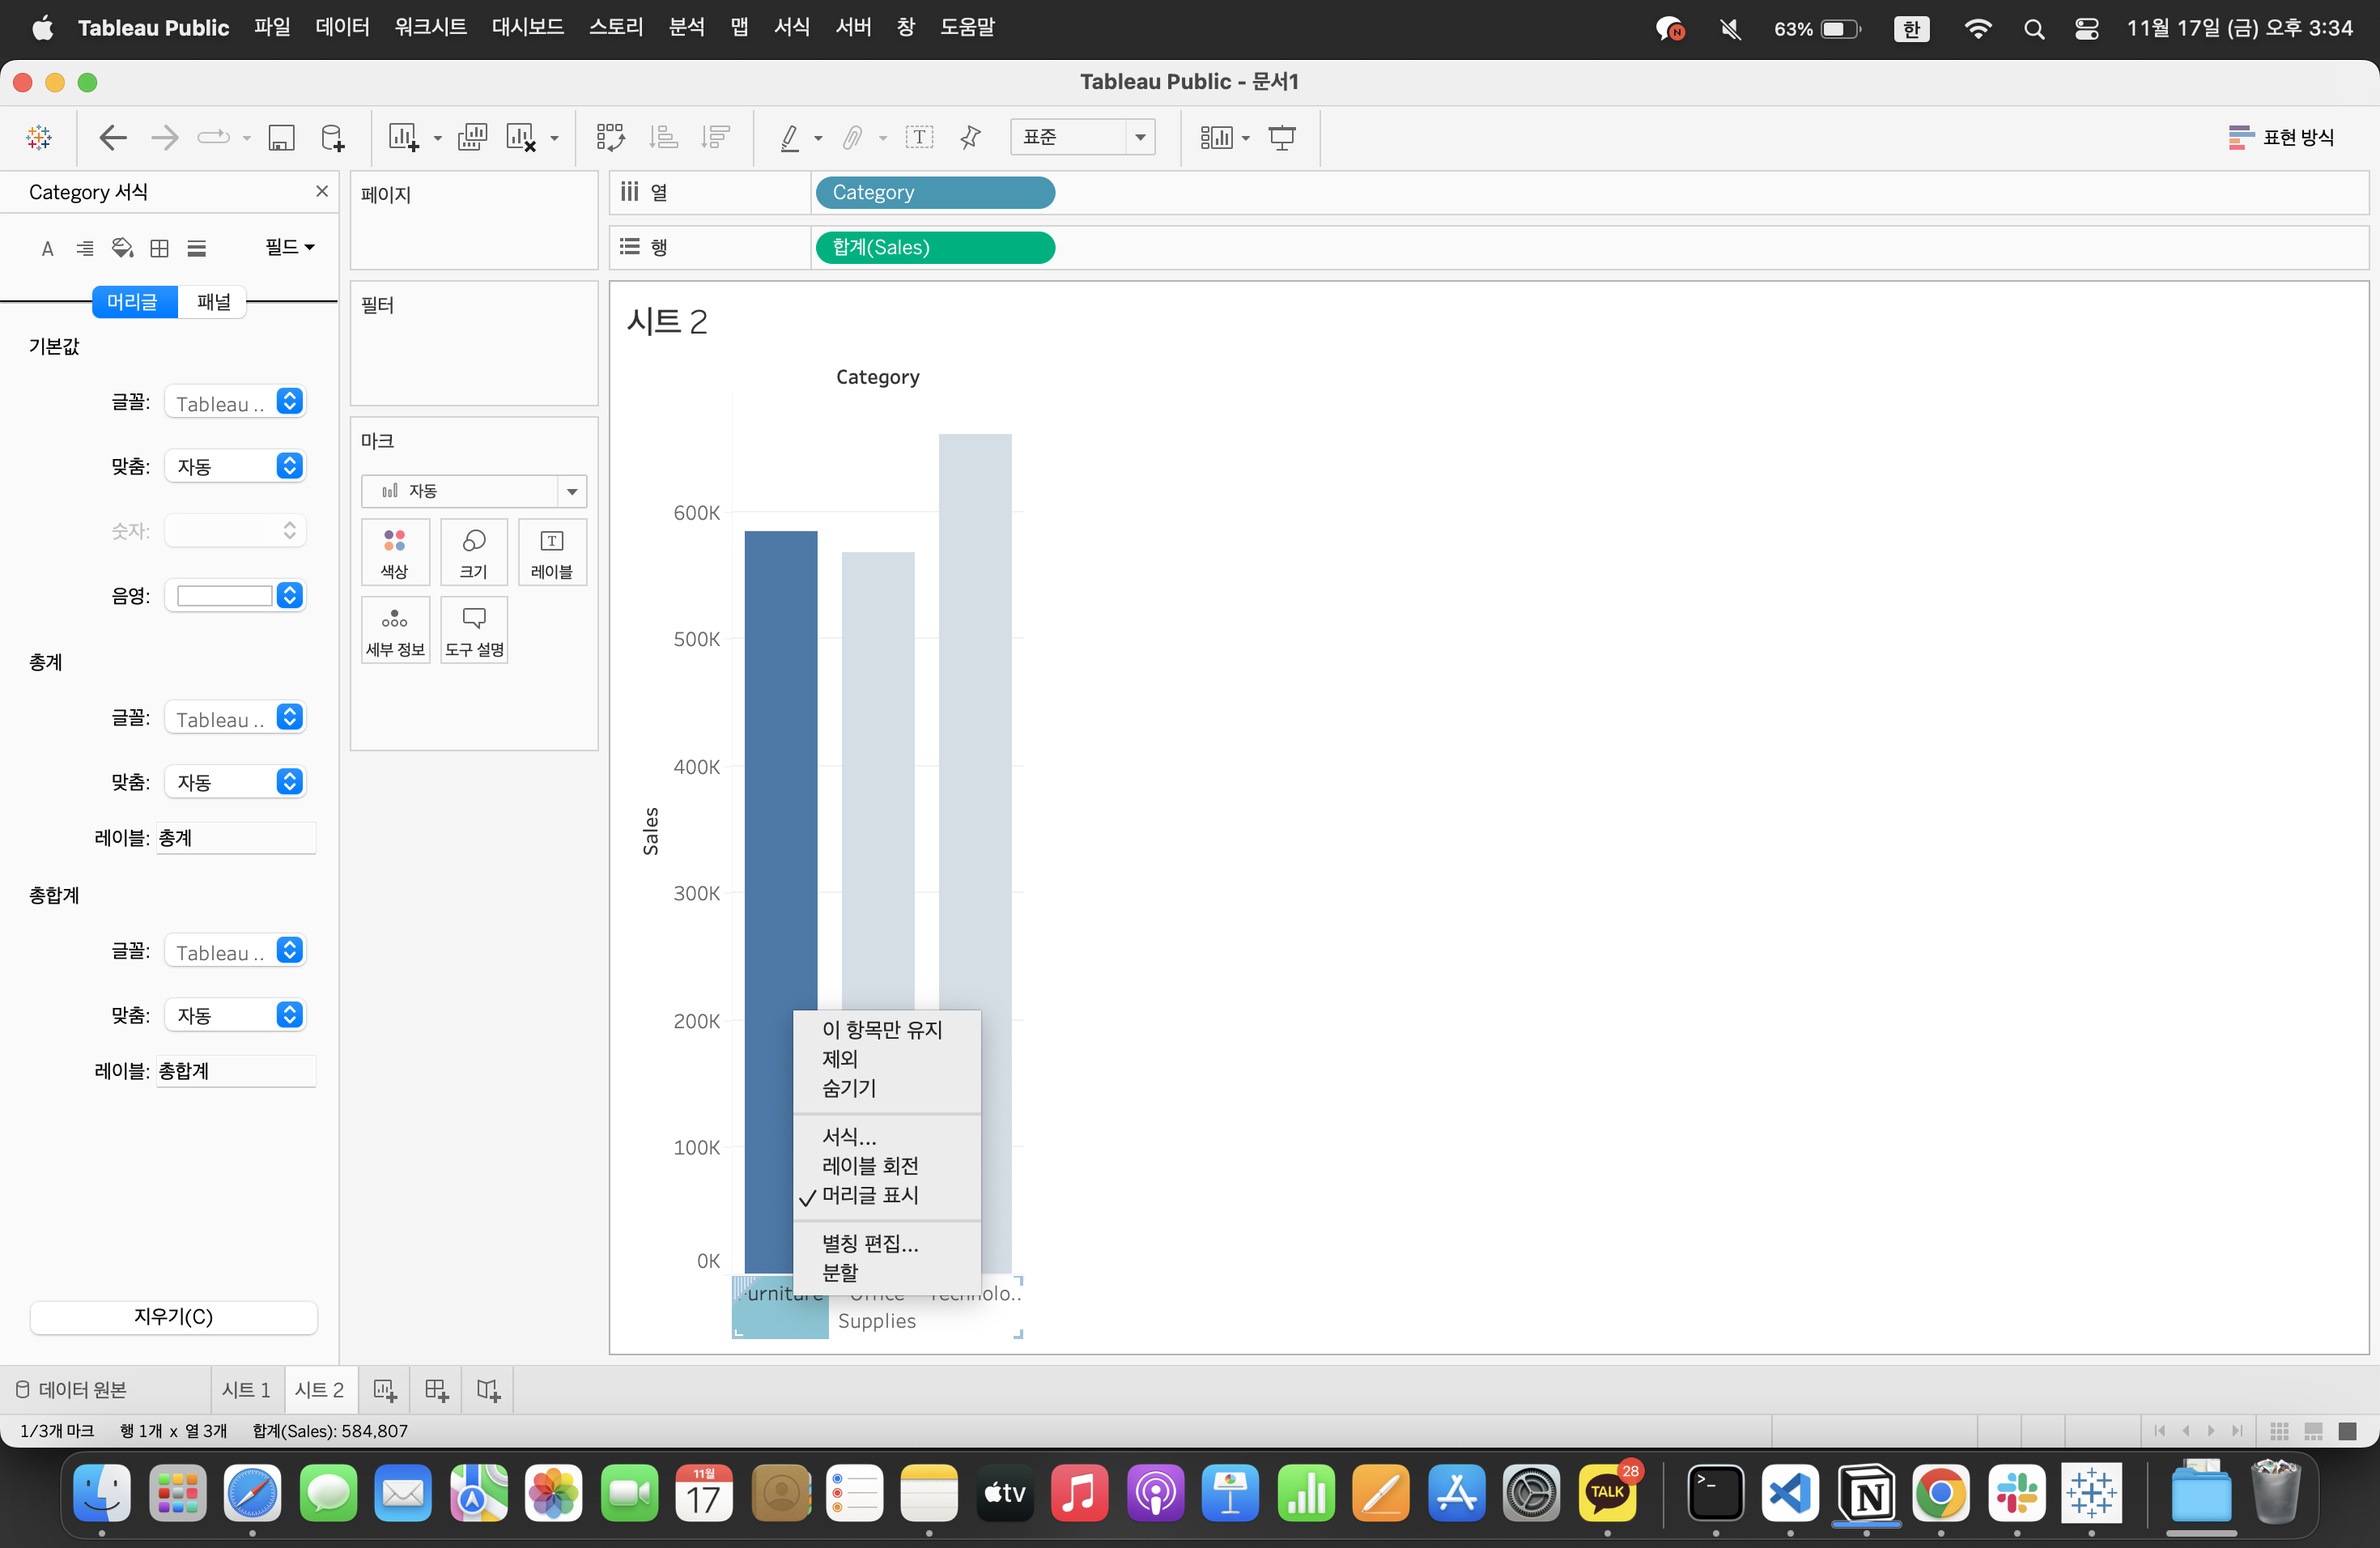 Tableau Public 파일 데이터 워크시트 대시보드 스토리 분석 맵 서식 서버 창 도움말
63% 한 11월 17일 (금) 오후 3:34
Tableau Public - 문서1
표준
표현 방식
Category 서식
필드
머리글 패널
기본값
글꼴: Tableau ..
맞춤: 자동
숫자:
음영:
총계
글꼴: Tableau ..
맞춤: 자동
레이블: 총계
총합계
글꼴: Tableau ..
맞춤: 자동
레이블: 총합계
지우기(C)
페이지
필터
마크
자동
색상 크기 레이블
세부 정보 도구 설명
열 Category
행 합계(Sales)
시트 2
Category
600K
500K
400K
300K
200K
100K
0K
Sales
이 항목만 유지
제외
숨기기
서식...
레이블 회전
머리글 표시
별칭 편집...
분할
Supplies
데이터 원본 시트 1 시트 2
1/3개 마크 행 1개 x 열 3개 합계(Sales): 584,807
11월
17
tv
TALK
28